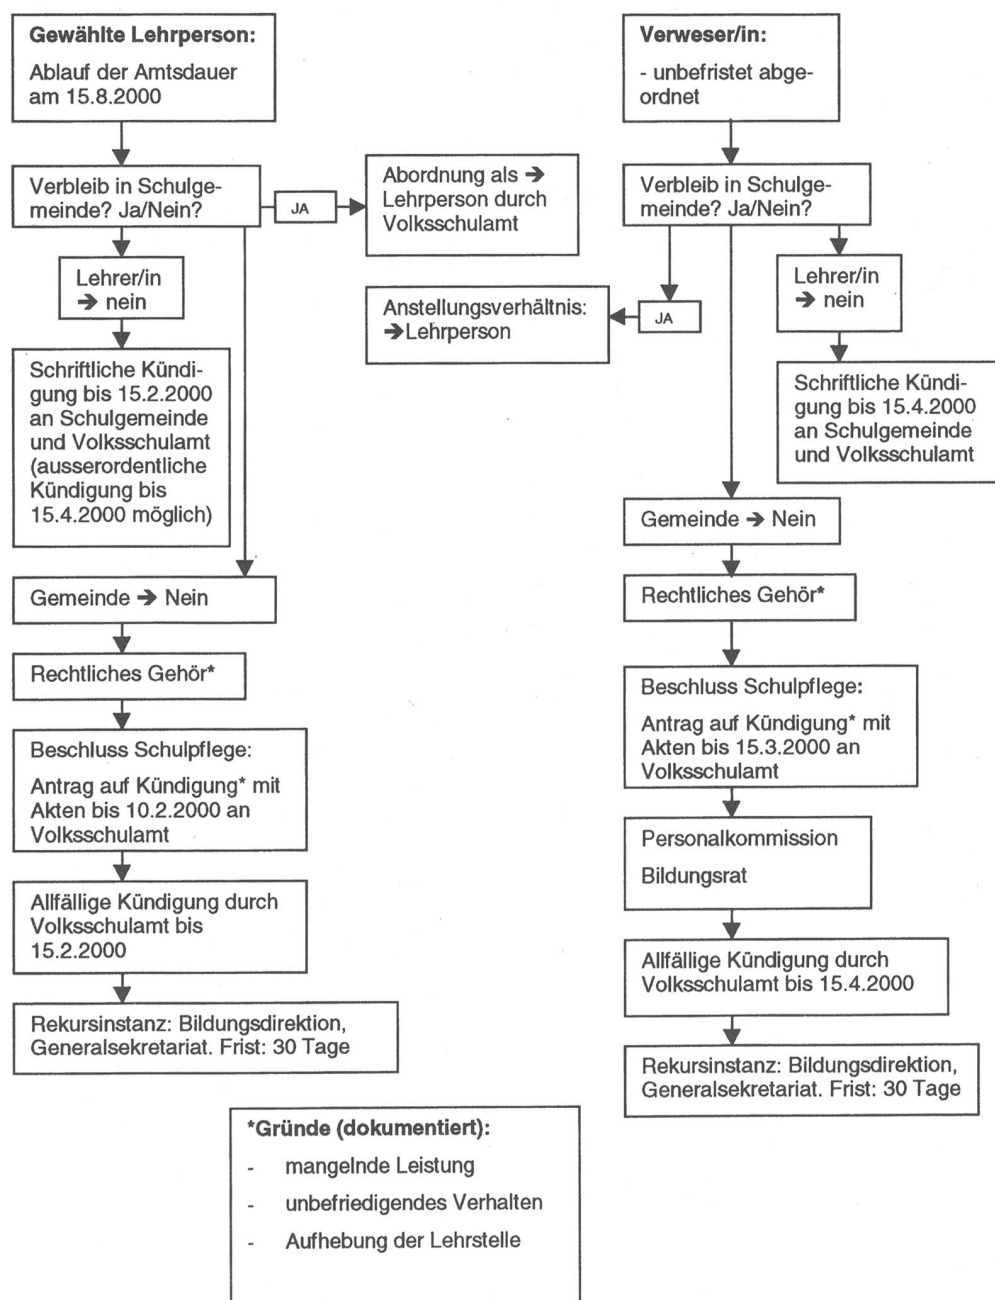 Gewählte Lehrperson:
Ablauf der Amtsdauer
am 15.8.2000
Verbleib in Schulge-
meinde? Ja/Nein?
JA
Abordnung als ➔
Lehrperson durch
Volksschulamt
Lehrer/in
➔ nein
Schriftliche Kündi-
gung bis 15.2.2000
an Schulgemeinde
und Volksschulamt
(ausserordentliche
Kündigung bis
15.4.2000 möglich)
Gemeinde ➔ Nein
Rechtliches Gehör*
Beschluss Schulpflege:
Antrag auf Kündigung* mit
Akten bis 10.2.2000 an
Volksschulamt
Allfällige Kündigung durch
Volksschulamt bis
15.2.2000
Rekursinstanz: Bildungsdirektion,
Generalsekretariat. Frist: 30 Tage
Verweser/in:
- unbefristet abge-
ordnet
Verbleib in Schulge-
meinde? Ja/Nein?
JA
Anstellungsverhältnis:
➔Lehrperson
Lehrer/in
➔ nein
Schriftliche Kündi-
gung bis 15.4.2000
an Schulgemeinde
und Volksschulamt
Gemeinde ➔ Nein
Rechtliches Gehör*
Beschluss Schulpflege:
Antrag auf Kündigung* mit
Akten bis 15.3.2000 an
Volksschulamt
Personalkommission
Bildungsrat
Allfällige Kündigung durch
Volksschulamt bis 15.4.2000
Rekursinstanz: Bildungsdirektion,
Generalsekretariat. Frist: 30 Tage
*Gründe (dokumentiert):
- mangelnde Leistung
- unbefriedigendes Verhalten
- Aufhebung der Lehrstelle